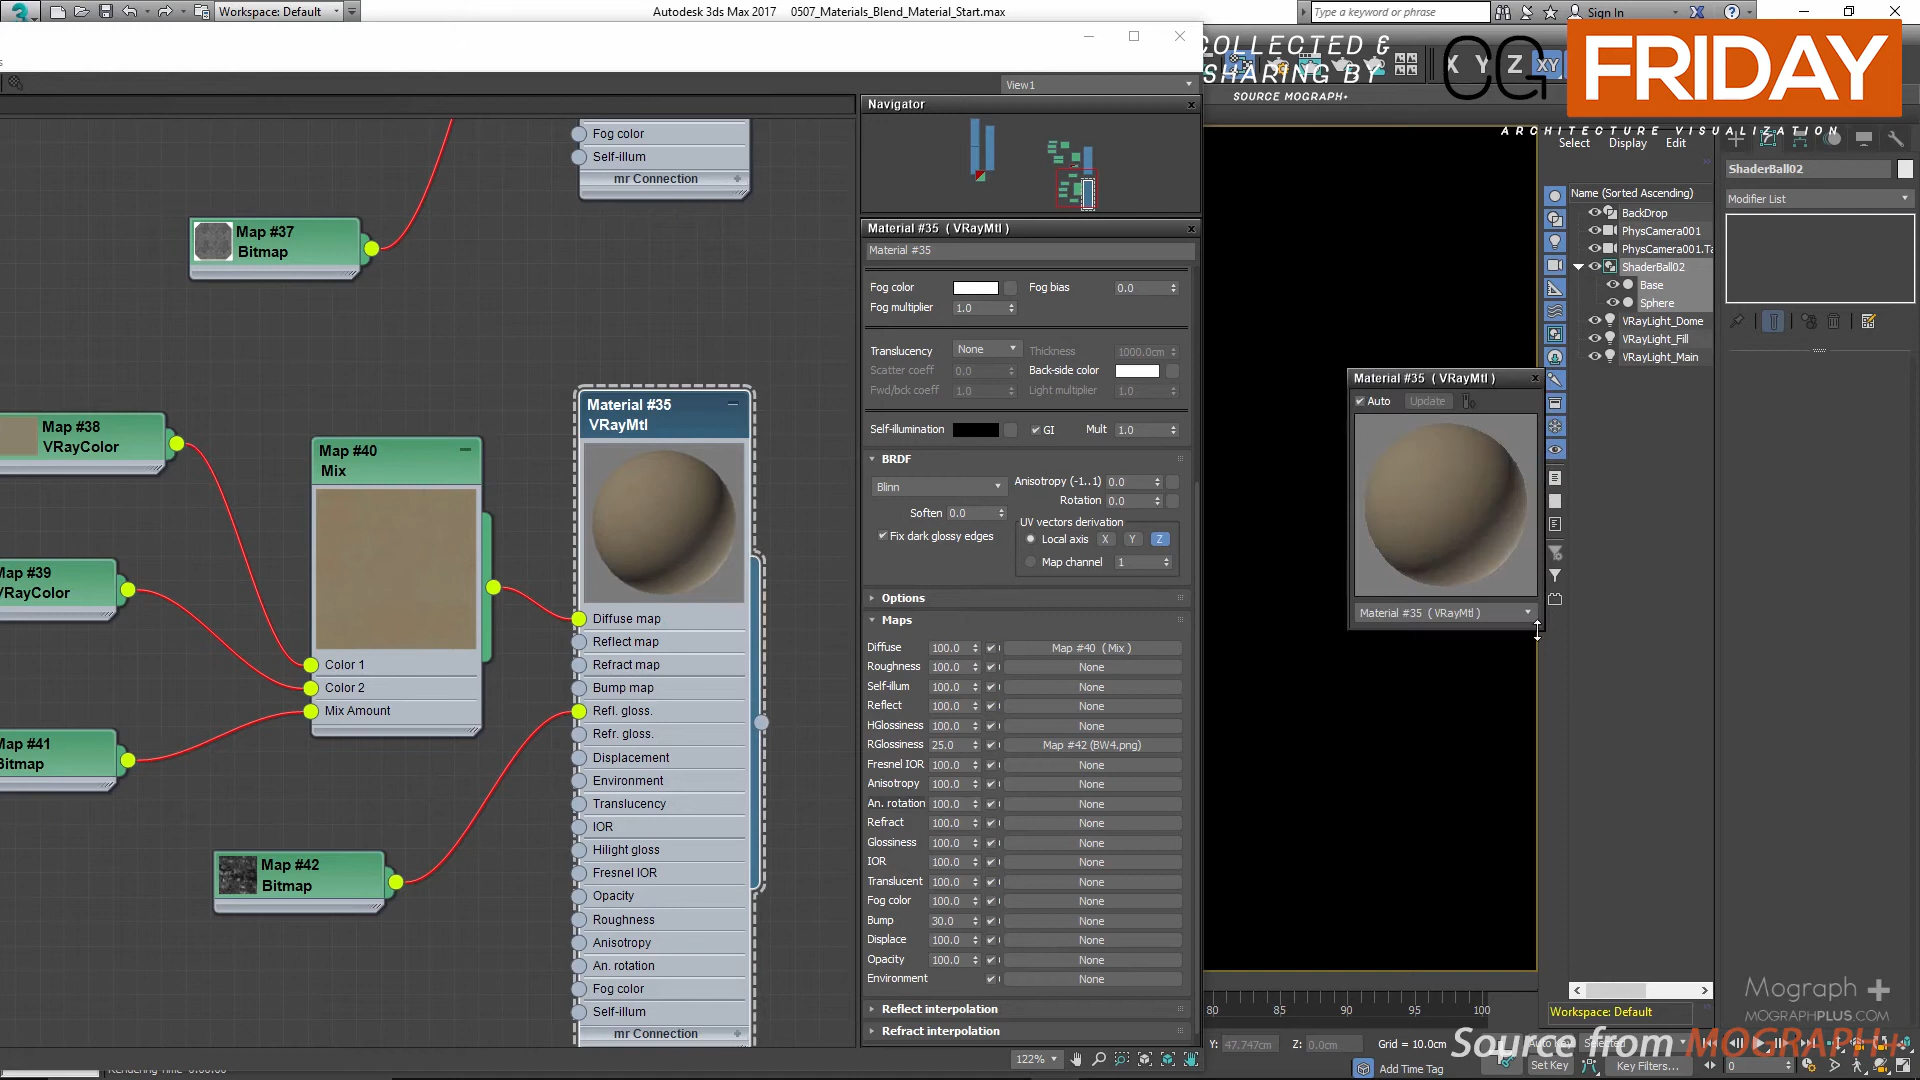 Workspace: Default
Autodesk 3ds Max 2017    0507_Materials_Blend_Material_Start.max
Type a keyword or phrase
Sign In
COLLECTED &
SHARING BY
SOURCE MOGRAPH+
CG FRIDAY
ARCHITECTURE VISUALIZATION
X Y Z XY
View1
Navigator
Select Display Edit
ShaderBall02
Modifier List
Name (Sorted Ascending)
BackDrop
PhysCamera001
PhysCamera001.Ta
ShaderBall02
Base
Sphere
VRayLight_Dome
VRayLight_Fill
VRayLight_Main
Fog color
Self-illum
mr Connection
Map #37
Bitmap
Map #38
VRayColor
Map #39
VRayColor
Map #41
Bitmap
Map #42
Bitmap
Map #40
Mix
Color 1
Color 2
Mix Amount
Material #35
VRayMtl
Diffuse map
Reflect map
Refract map
Bump map
Refl. gloss.
Refr. gloss.
Displacement
Environment
Translucency
IOR
Hilight gloss
Fresnel IOR
Opacity
Roughness
Anisotropy
An. rotation
Fog color
Self-illum
mr Connection
Material #35 ( VRayMtl )
Material #35
Fog color Fog bias 0.0
Fog multiplier 1.0
Translucency None Thickness 1000.0cm
Scatter coeff 0.0 Back-side color
Fwd/bck coeff 1.0 Light multiplier 1.0
Self-illumination GI Mult 1.0
BRDF
Blinn Anisotropy (-1..1) 0.0
Rotation 0.0
Soften 0.0
UV vectors derivation
Fix dark glossy edges
Local axis X Y Z
Map channel 1
Options
Maps
Diffuse 100.0 Map #40 ( Mix )
Roughness 100.0 None
Self-illum 100.0 None
Reflect 100.0 None
HGlossiness 100.0 None
RGlossiness 25.0 Map #42 (BW4.png)
Fresnel IOR 100.0 None
Anisotropy 100.0 None
An. rotation 100.0 None
Refract 100.0 None
Glossiness 100.0 None
IOR 100.0 None
Translucent 100.0 None
Fog color 100.0 None
Bump 30.0 None
Displace 100.0 None
Opacity 100.0 None
Environment None
Reflect interpolation
Refract interpolation
122%
Material #35 ( VRayMtl )
Auto Update
Material #35 ( VRayMtl )
80 85 90 95 100
Workspace: Default
Y: 47.747cm Z: 0.0cm Grid = 10.0cm
Add Time Tag
Auto Key Selected
Set Key Key Filters...
0
Mograph +
MOGRAPHPLUS.COM
Source from MOGRAPH+
Rendering Time 0:00:00